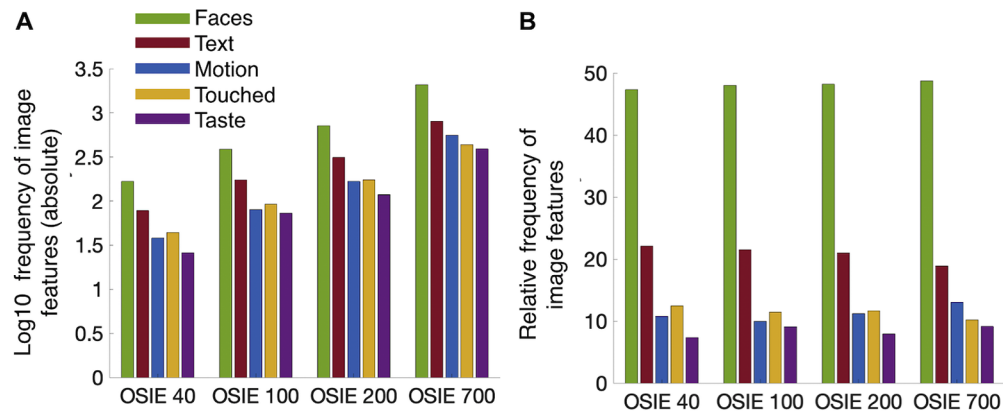 A
Faces
Text
Motion
Touched
Taste
Log10 frequency of image
features (absolute)
3.5
3
2.5
2
1.5
1
0.5
0
OSIE 40 OSIE 100 OSIE 200 OSIE 700
B
Relative frequency of
image features
50
40
30
20
10
0
OSIE 40 OSIE 100 OSIE 200 OSIE 700